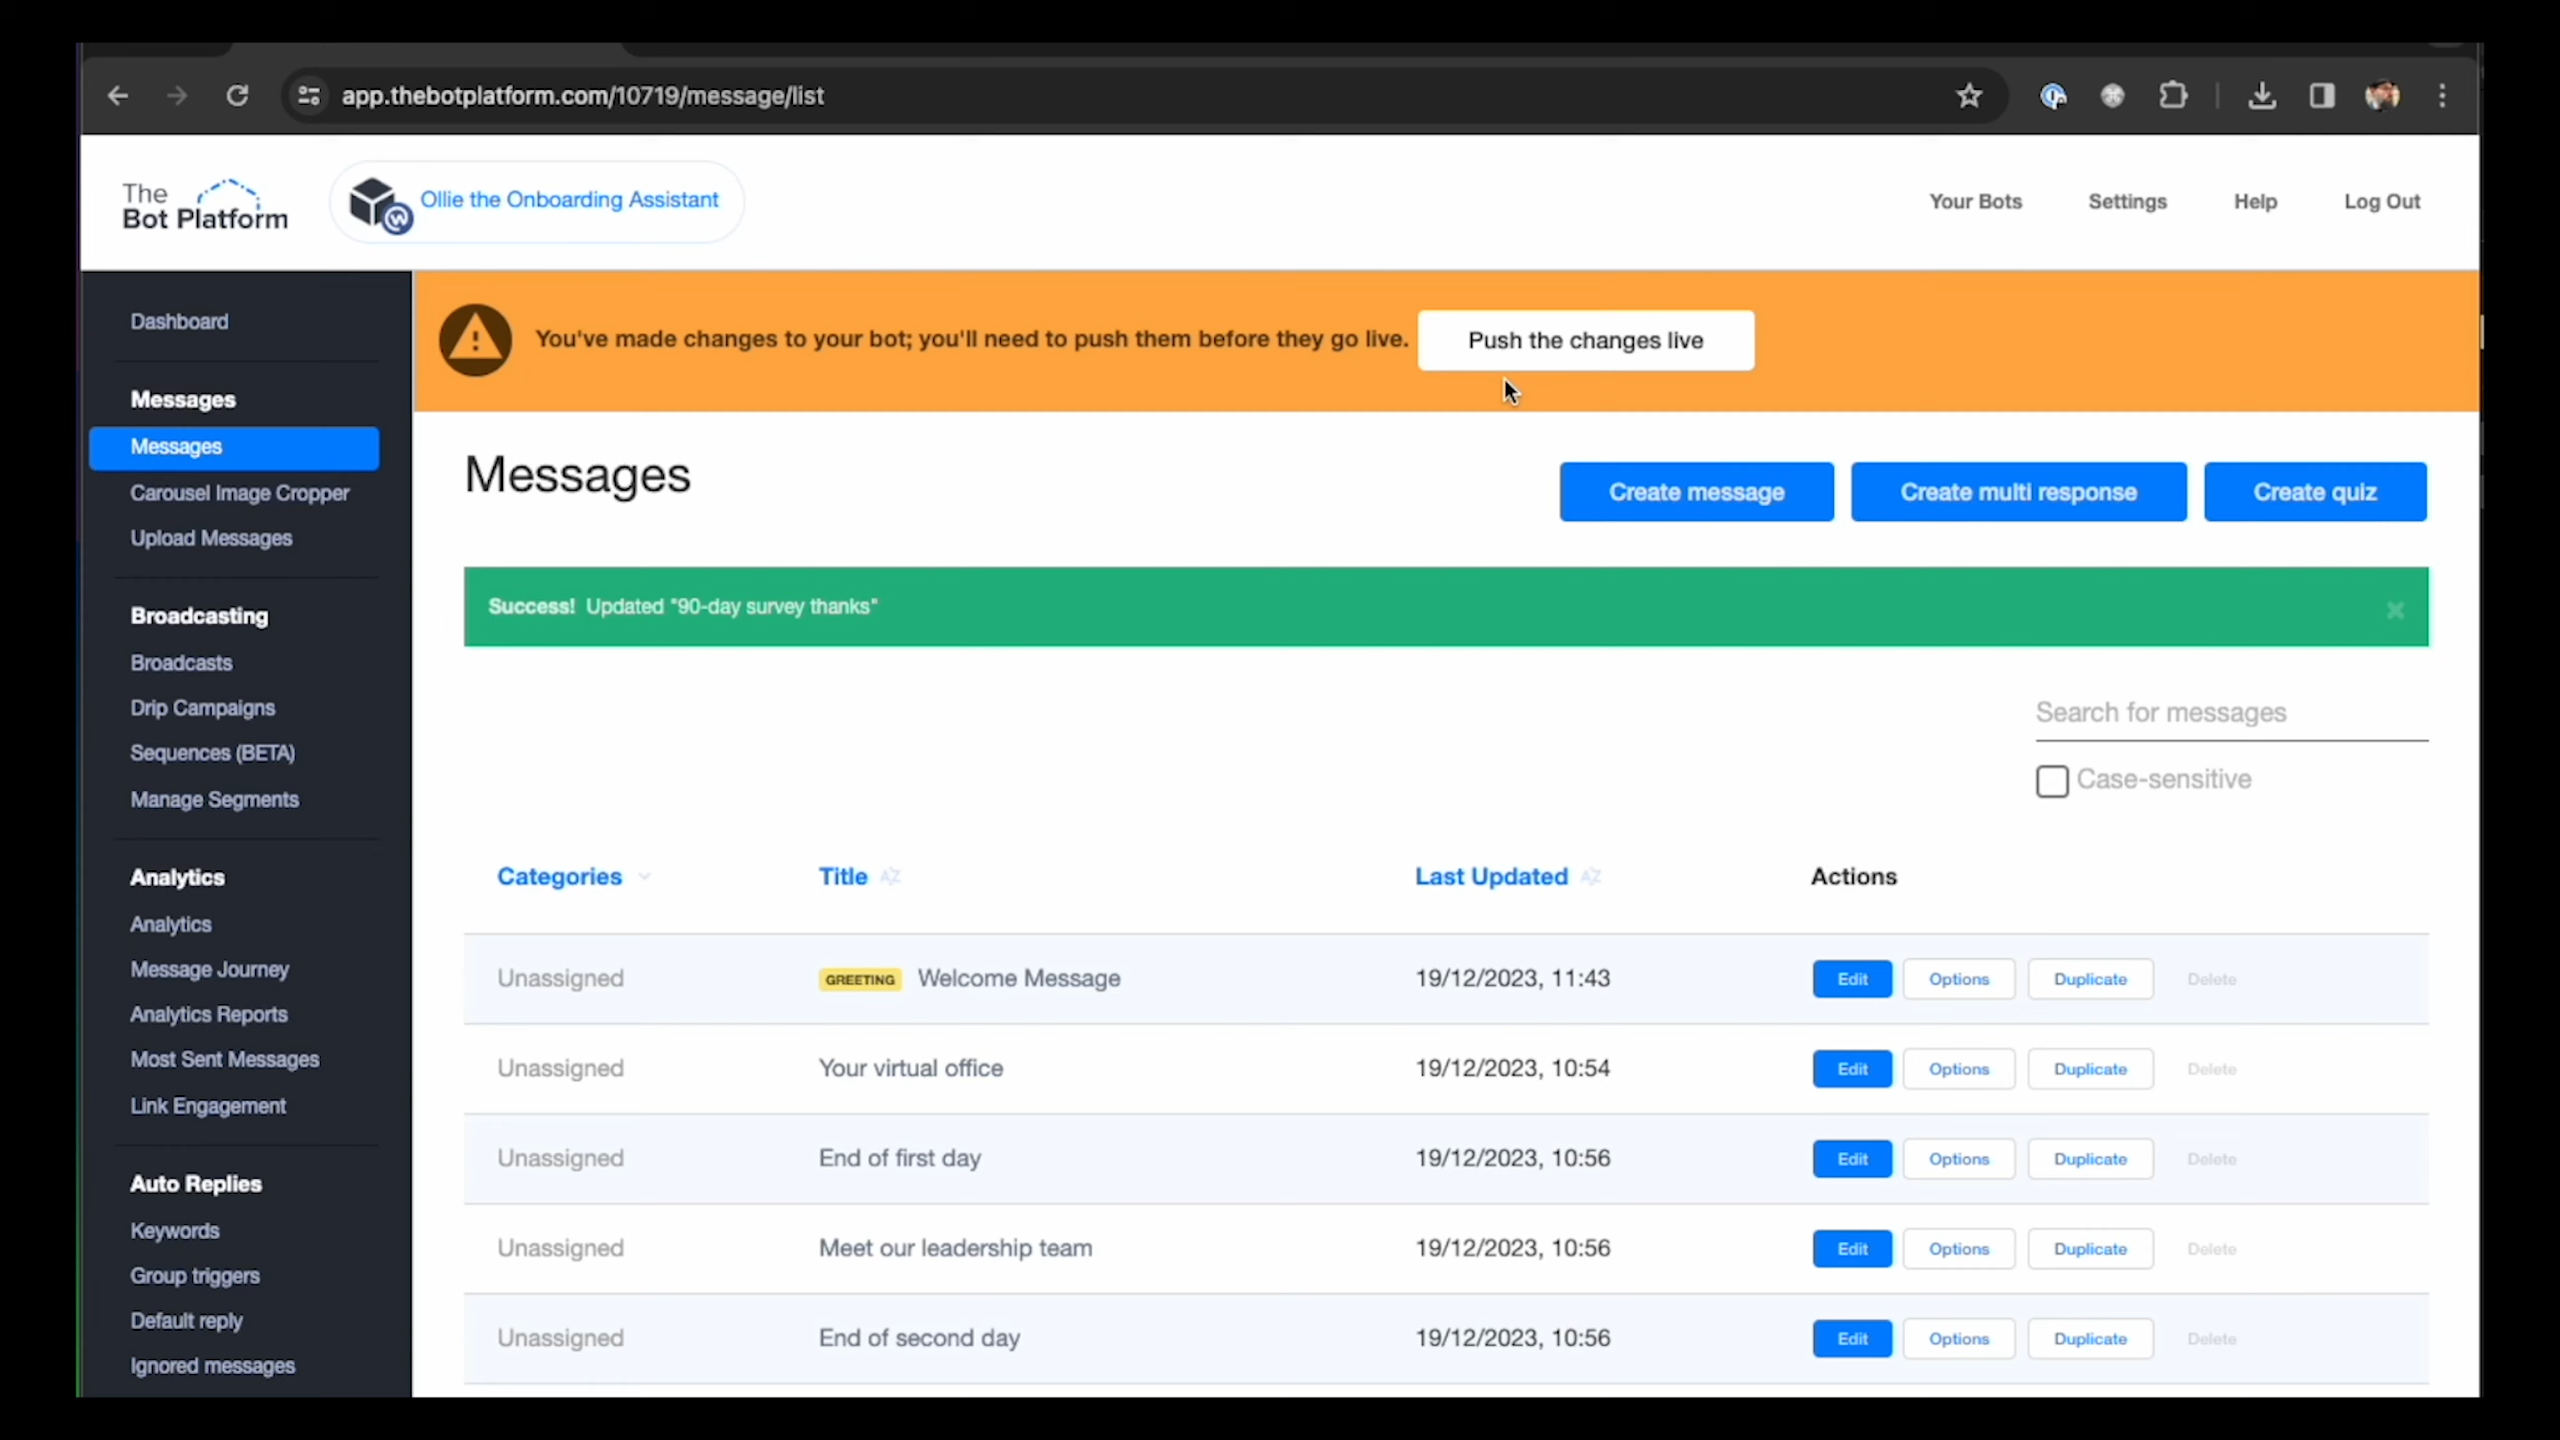 app.thebotplatform.com/10719/message/list
The
Bot Platform
Ollie the Onboarding Assistant
Your Bots
Settings
Help
Log Out
Dashboard
Messages
Messages
Carousel Image Cropper
Upload Messages
Broadcasting
Broadcasts
Drip Campaigns
Sequences (BETA)
Manage Segments
Analytics
Analytics
Message Journey
Analytics Reports
Most Sent Messages
Link Engagement
Auto Replies
Keywords
Group triggers
Default reply
Ignored messages
You've made changes to your bot; you'll need to push them before they go live.
Push the changes live
Messages
Create message
Create multi response
Create quiz
Success! Updated "90-day survey thanks"
Search for messages
Case-sensitive
Categories Title Last Updated Actions
Unassigned GREETING Welcome Message 19/12/2023, 11:43 Edit Options Duplicate Delete
Unassigned Your virtual office 19/12/2023, 10:54 Edit Options Duplicate Delete
Unassigned End of first day 19/12/2023, 10:56 Edit Options Duplicate Delete
Unassigned Meet our leadership team 19/12/2023, 10:56 Edit Options Duplicate Delete
Unassigned End of second day 19/12/2023, 10:56 Edit Options Duplicate Delete